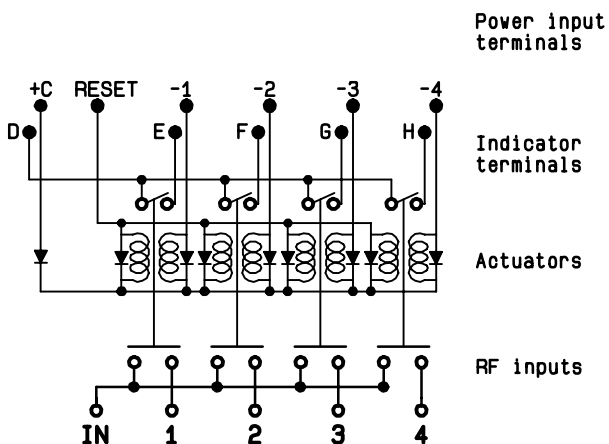 Power input
terminals
+C RESET -1 -2 -3 -4
D E F G H
Indicator
terminals
Actuators
RF inputs
IN 1 2 3 4